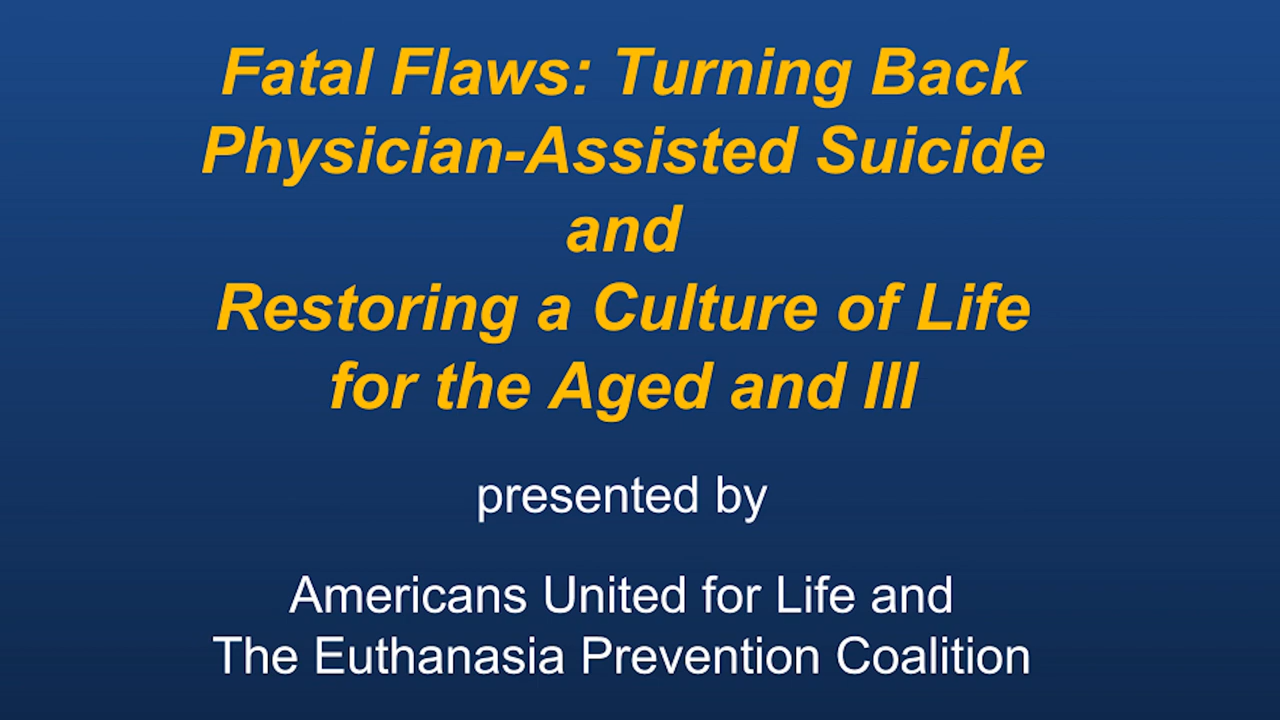 Fatal Flaws: Turning Back
Physician-Assisted Suicide
and
Restoring a Culture of Life
for the Aged and Ill
presented by
Americans United for Life and
The Euthanasia Prevention Coalition